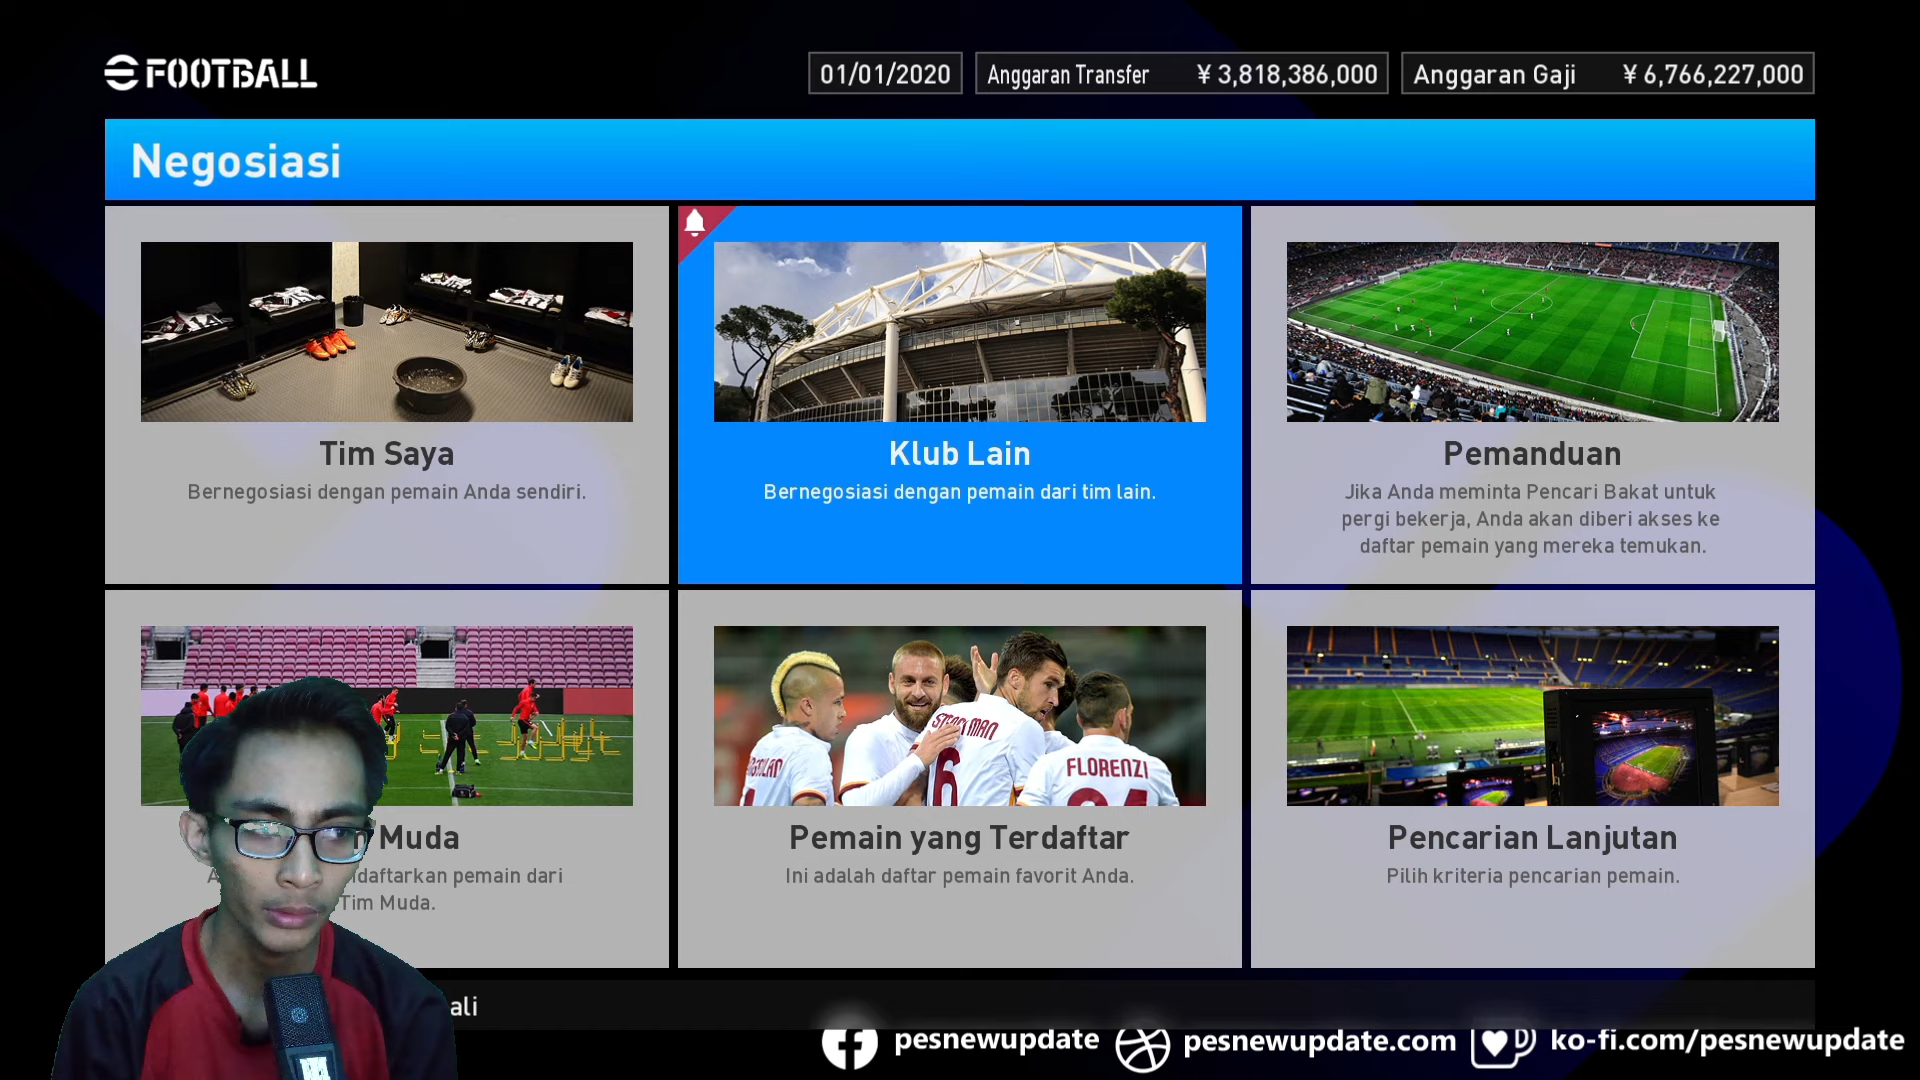 FOOTBALL
01/01/2020
Anggaran Transfer ¥ 3,818,386,000
Anggaran Gaji ¥ 6,766,227,000
Negosiasi
Tim Saya
Bernegosiasi dengan pemain Anda sendiri.
Klub Lain
Bernegosiasi dengan pemain dari tim lain.
Pemanduan
Jika Anda meminta Pencari Bakat untuk
pergi bekerja, Anda akan diberi akses ke
daftar pemain yang mereka temukan.
Muda
pemain dari
Tim Muda.
STROOTMAN
6
FLORENZI
24
Pemain yang Terdaftar
Ini adalah daftar pemain favorit Anda.
Pencarian Lanjutan
Pilih kriteria pencarian pemain.
pesnewupdate
pesnewupdate.com
ko-fi.com/pesnewupdate